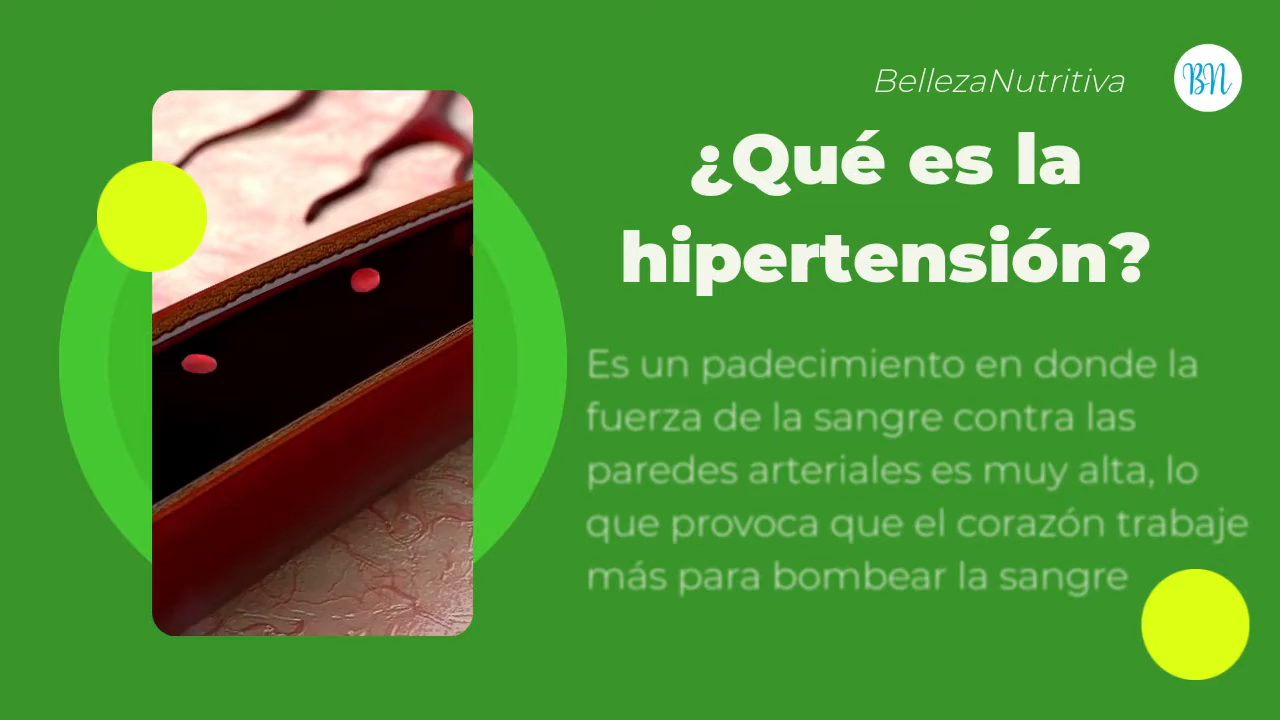 BellezaNutritiva
BN
¿Qué es la
hipertensión?
Es un padecimiento en donde la
fuerza de la sangre contra las
paredes arteriales es muy alta, lo
que provoca que el corazón trabaje
más para bombear la sangre